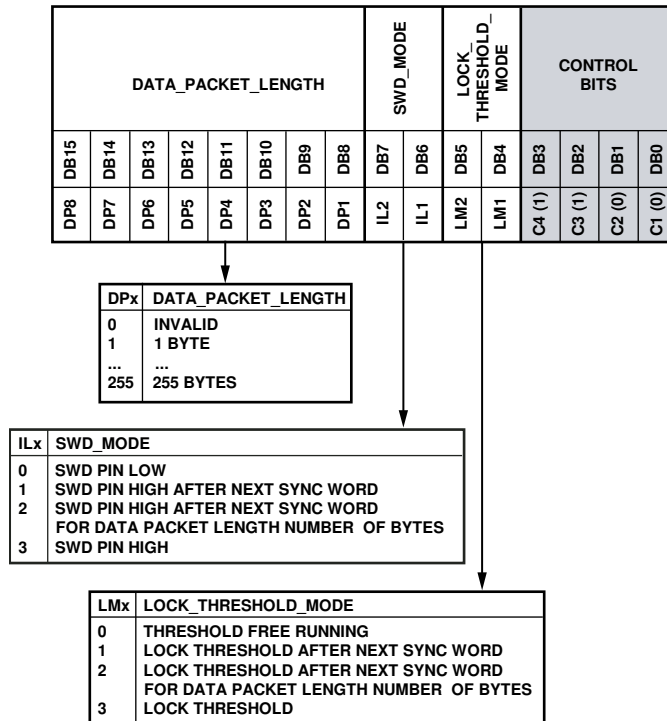 DATA_PACKET_LENGTH
SWD_MODE
LOCK_
THRESHOLD_
MODE
CONTROL
BITS
DB15 DB14 DB13 DB12 DB11 DB10 DB9 DB8 DB7 DB6 DB5 DB4 DB3 DB2 DB1 DB0
DP8 DP7 DP6 DP5 DP4 DP3 DP2 DP1 IL2 IL1 LM2 LM1 C4 (1) C3 (1) C2 (0) C1 (0)
DPx DATA_PACKET_LENGTH
0 INVALID
1 1 BYTE
... ...
255 255 BYTES
ILx SWD_MODE
0 SWD PIN LOW
1 SWD PIN HIGH AFTER NEXT SYNC WORD
2 SWD PIN HIGH AFTER NEXT SYNC WORD
FOR DATA PACKET LENGTH NUMBER OF BYTES
3 SWD PIN HIGH
LMx LOCK_THRESHOLD_MODE
0 THRESHOLD FREE RUNNING
1 LOCK THRESHOLD AFTER NEXT SYNC WORD
2 LOCK THRESHOLD AFTER NEXT SYNC WORD
FOR DATA PACKET LENGTH NUMBER OF BYTES
3 LOCK THRESHOLD